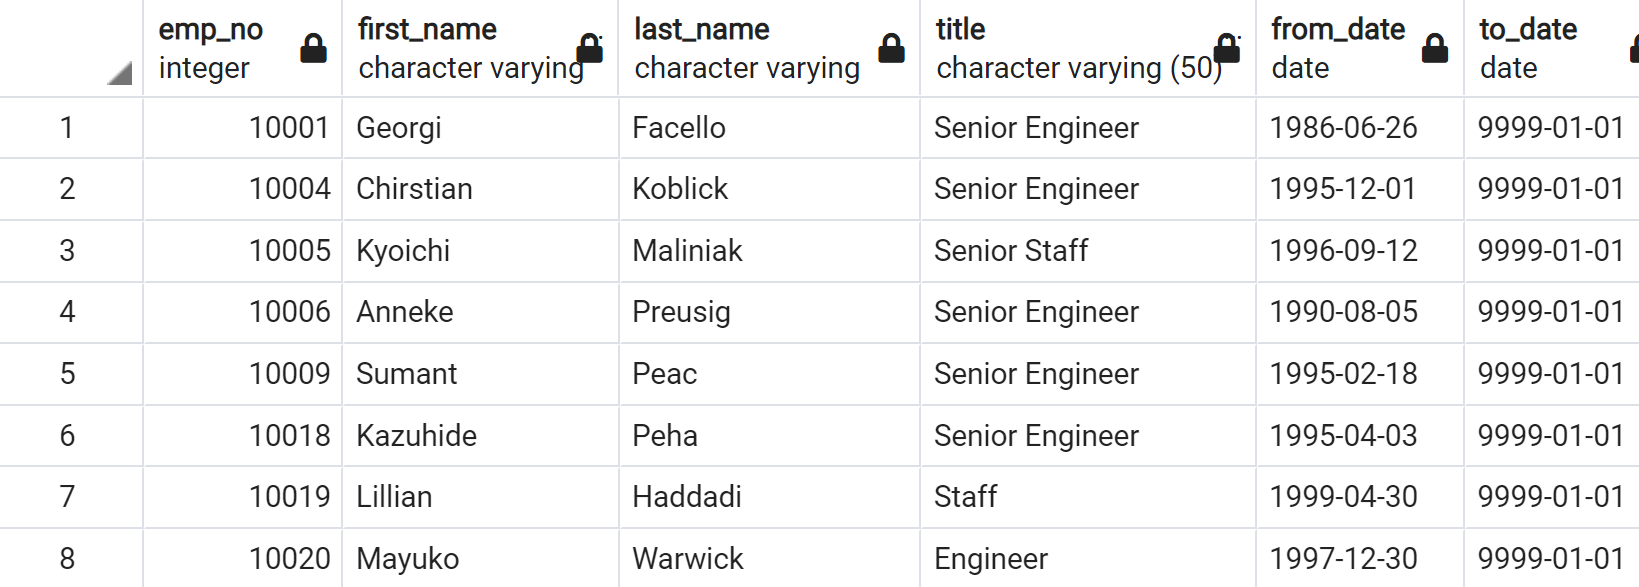 emp_no first_name last_name title from_date to_date
integer character varying character varying character varying (50) date date
1 10001 Georgi Facello Senior Engineer 1986-06-26 9999-01-01
2 10004 Chirstian Koblick Senior Engineer 1995-12-01 9999-01-01
3 10005 Kyoichi Maliniak Senior Staff 1996-09-12 9999-01-01
4 10006 Anneke Preusig Senior Engineer 1990-08-05 9999-01-01
5 10009 Sumant Peac Senior Engineer 1995-02-18 9999-01-01
6 10018 Kazuhide Peha Senior Engineer 1995-04-03 9999-01-01
7 10019 Lillian Haddadi Staff 1999-04-30 9999-01-01
8 10020 Mayuko Warwick Engineer 1997-12-30 9999-01-01